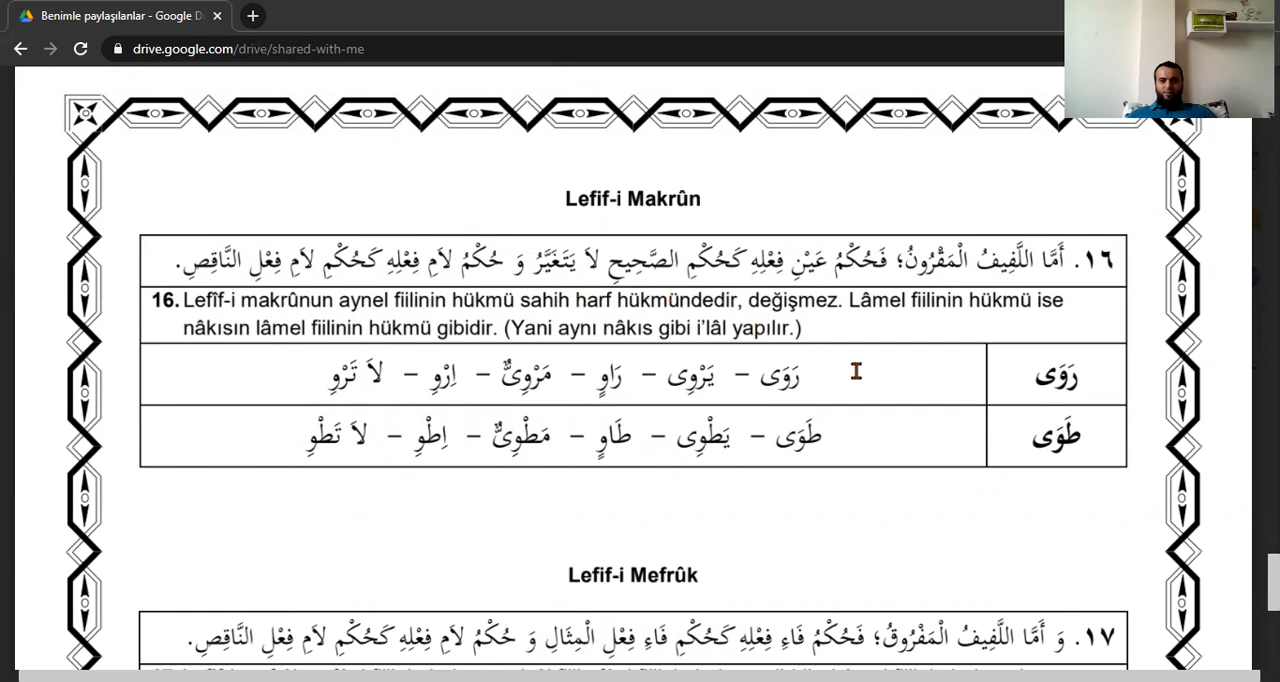 Benimle paylaşılanlar - Google D
drive.google.com/drive/shared-with-me
Lefif-i Makrûn
١٦. أَمَّا اللَّفِيفُ الْمَقْرُونُ؛ فَحُكْمُ عَيْنِ فِعْلِهِ كَحُكْمِ الصَّحِيحِ لاَ يَتَغَيَّرُ وَ حُكْمُ لاَمِ فِعْلِهِ كَحُكْمِ لاَمِ فِعْلِ النَّاقِصِ.
16. Lefîf-i makrûnun aynel fiilinin hükmü sahih harf hükmündedir, değişmez. Lâmel fiilinin hükmü ise
nâkısın lâmel fiilinin hükmü gibidir. (Yani aynı nâkıs gibi i'lâl yapılır.)
رَوَى
رَوَى – يَرْوِى – رَاوٍ – مَرْوِىٌّ – اِرْوِ – لاَ تَرْوِ
طَوَى
طَوَى – يَطْوِى – طَاوٍ – مَطْوِىٌّ – اِطْوِ – لاَ تَطْوِ
Lefif-i Mefrûk
١٧. وَ أَمَّا اللَّفِيفُ الْمَفْرُوقُ؛ فَحُكْمُ فَاءِ فِعْلِهِ كَحُكْمِ فَاءِ فِعْلِ الْمِثَالِ وَ حُكْمُ لاَمِ فِعْلِهِ كَحُكْمِ لاَمِ فِعْلِ النَّاقِصِ.